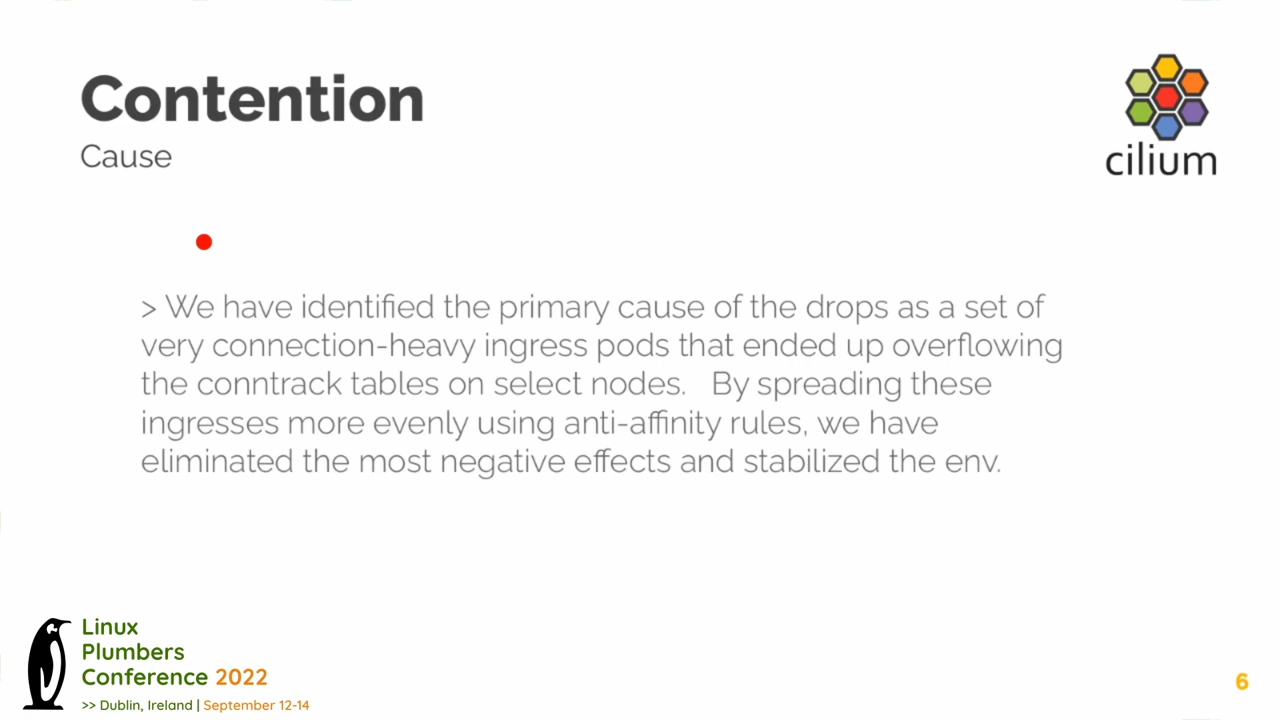 Contention
Cause
cilium
> We have identified the primary cause of the drops as a set of
very connection-heavy ingress pods that ended up overflowing
the conntrack tables on select nodes.   By spreading these
ingresses more evenly using anti-affinity rules, we have
eliminated the most negative effects and stabilized the env.
Linux
Plumbers
Conference 2022
>> Dublin, Ireland | September 12-14
6